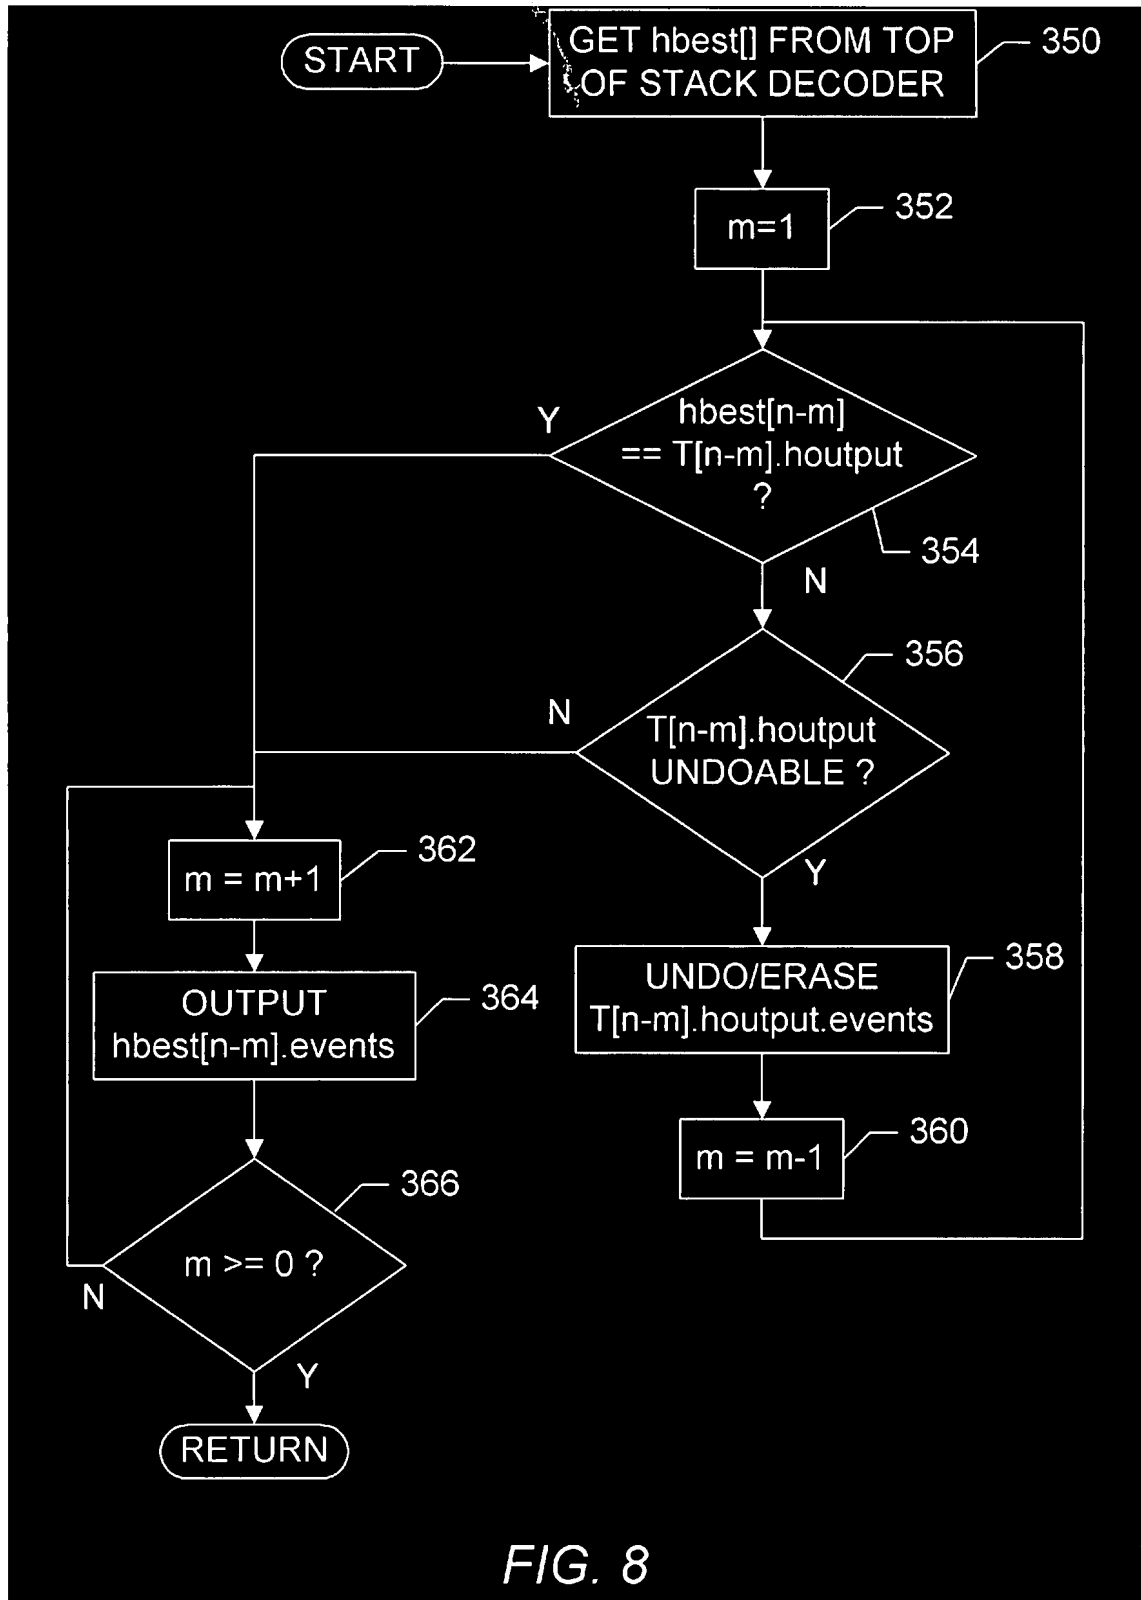 START
GET hbest[] FROM TOP
OF STACK DECODER
350
m=1
352
hbest[n-m]
== T[n-m].houtput
?
Y
354
N
356
T[n-m].houtput
UNDOABLE ?
N
Y
362
m = m+1
358
UNDO/ERASE
T[n-m].houtput.events
364
OUTPUT
hbest[n-m].events
360
m = m-1
366
m >= 0 ?
N
Y
RETURN
FIG. 8